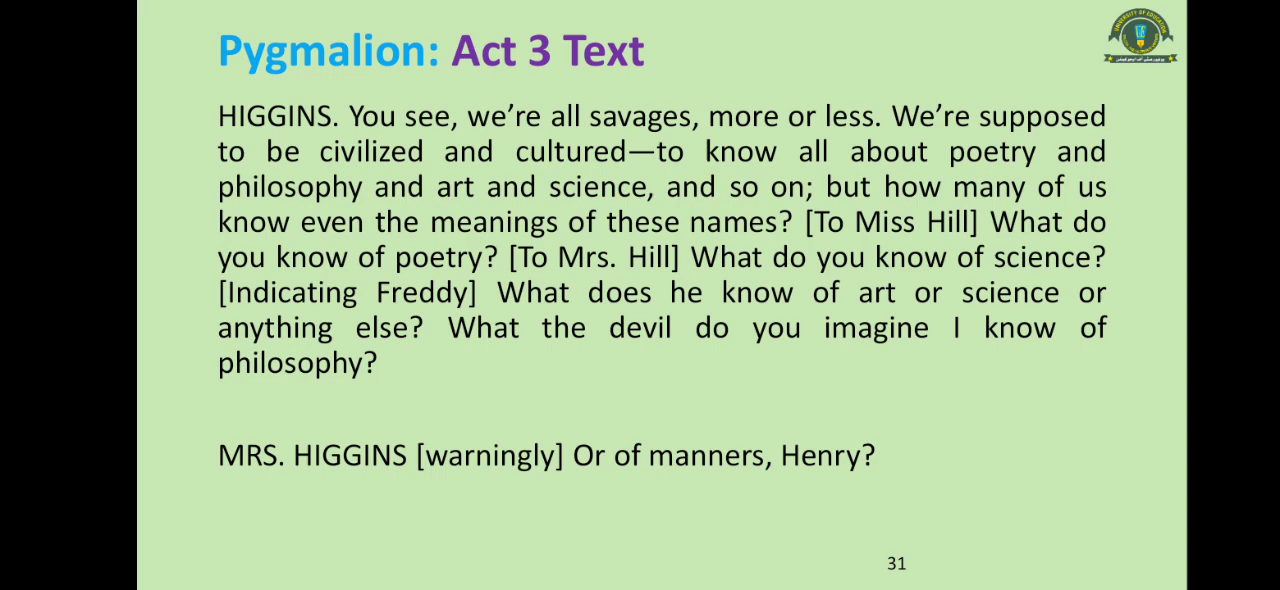 Pygmalion: Act 3 Text
UNIVERSITY OF EDUCATION
HIGGINS. You see, we’re all savages, more or less. We’re supposed
to be civilized and cultured—to know all about poetry and
philosophy and art and science, and so on; but how many of us
know even the meanings of these names? [To Miss Hill] What do
you know of poetry? [To Mrs. Hill] What do you know of science?
[Indicating Freddy] What does he know of art or science or
anything else? What the devil do you imagine I know of
philosophy?
MRS. HIGGINS [warningly] Or of manners, Henry?
31